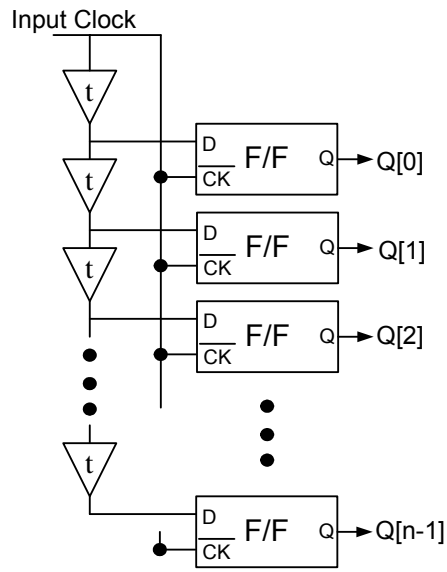 Input Clock
t
D F/F Q Q[0]
CK
t
D F/F Q Q[1]
CK
t
D F/F Q Q[2]
CK
t
D F/F Q Q[n-1]
CK